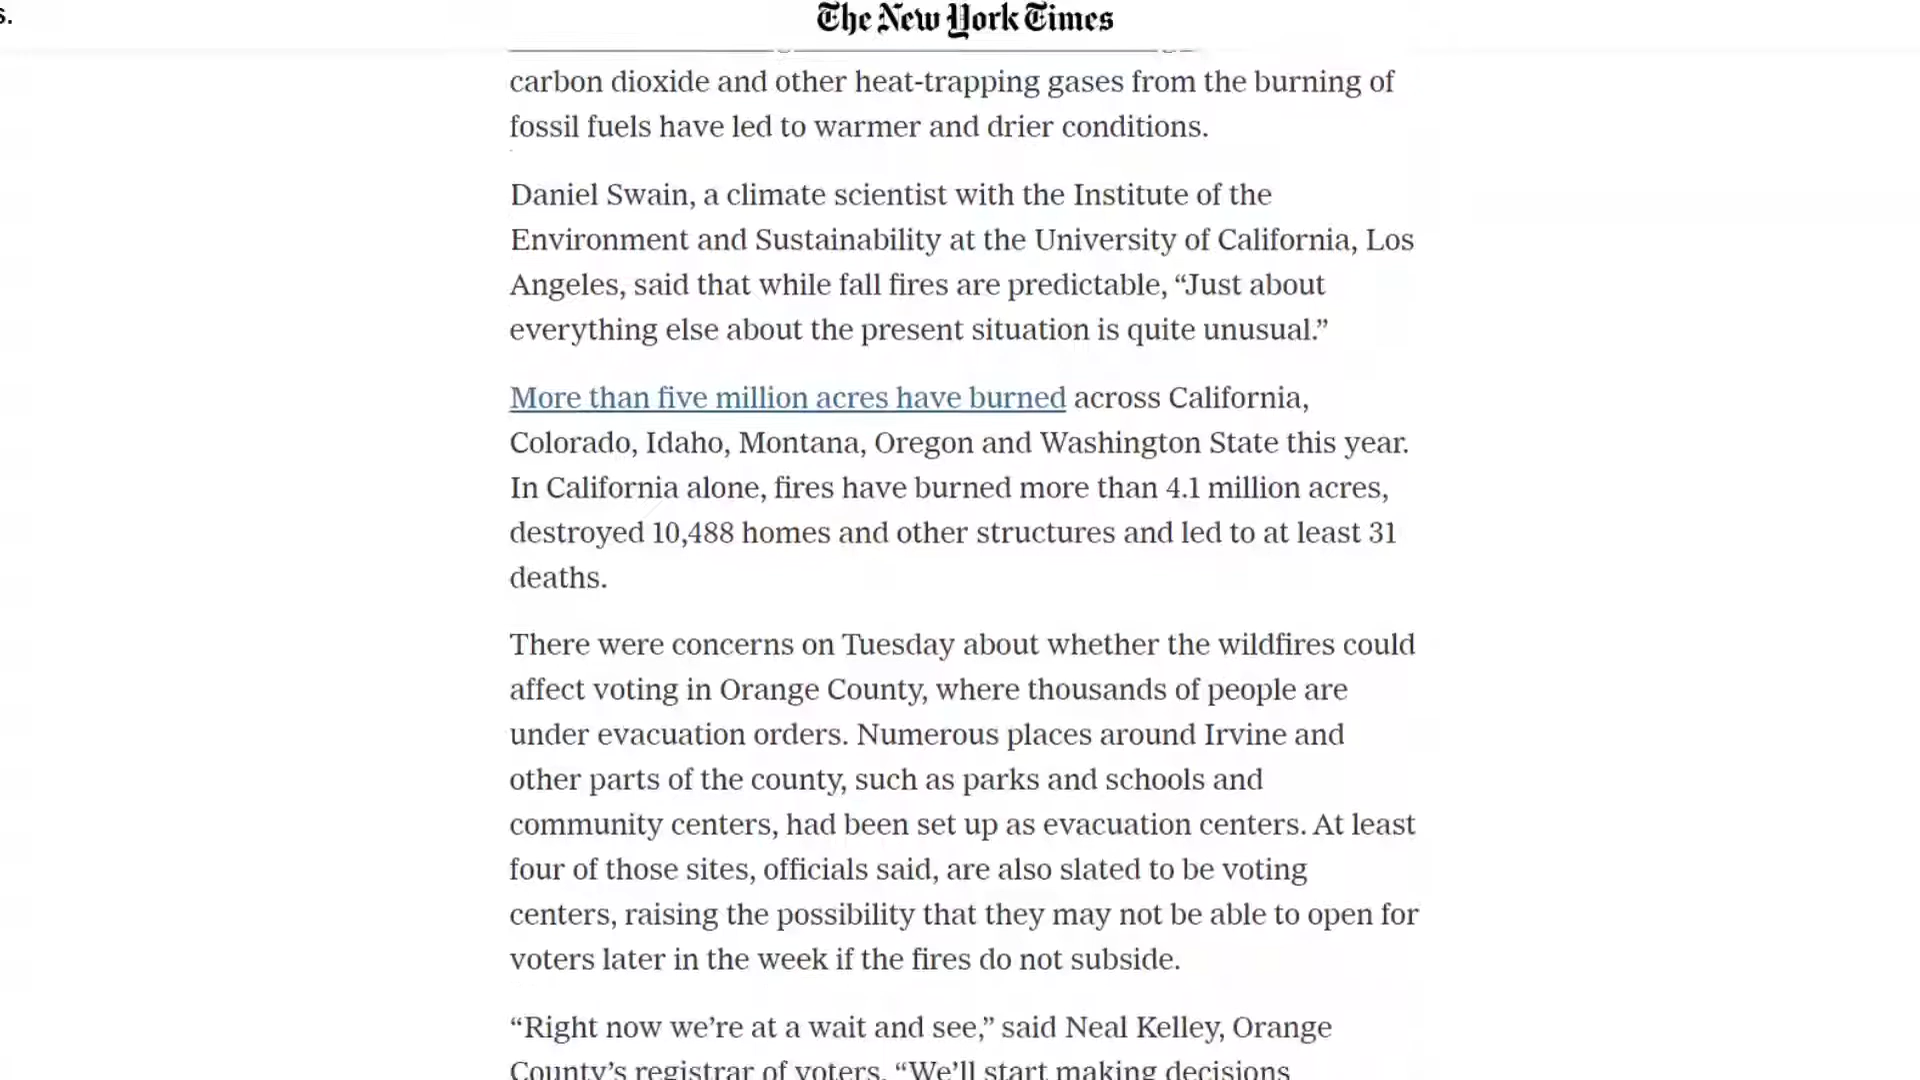 s.
The New York Times
carbon dioxide and other heat-trapping gases from the burning of
fossil fuels have led to warmer and drier conditions.
Daniel Swain, a climate scientist with the Institute of the
Environment and Sustainability at the University of California, Los
Angeles, said that while fall fires are predictable, “Just about
everything else about the present situation is quite unusual.”
More than five million acres have burned across California,
Colorado, Idaho, Montana, Oregon and Washington State this year.
In California alone, fires have burned more than 4.1 million acres,
destroyed 10,488 homes and other structures and led to at least 31
deaths.
There were concerns on Tuesday about whether the wildfires could
affect voting in Orange County, where thousands of people are
under evacuation orders. Numerous places around Irvine and
other parts of the county, such as parks and schools and
community centers, had been set up as evacuation centers. At least
four of those sites, officials said, are also slated to be voting
centers, raising the possibility that they may not be able to open for
voters later in the week if the fires do not subside.
“Right now we’re at a wait and see,” said Neal Kelley, Orange
County’s registrar of voters. “We’ll start making decisions